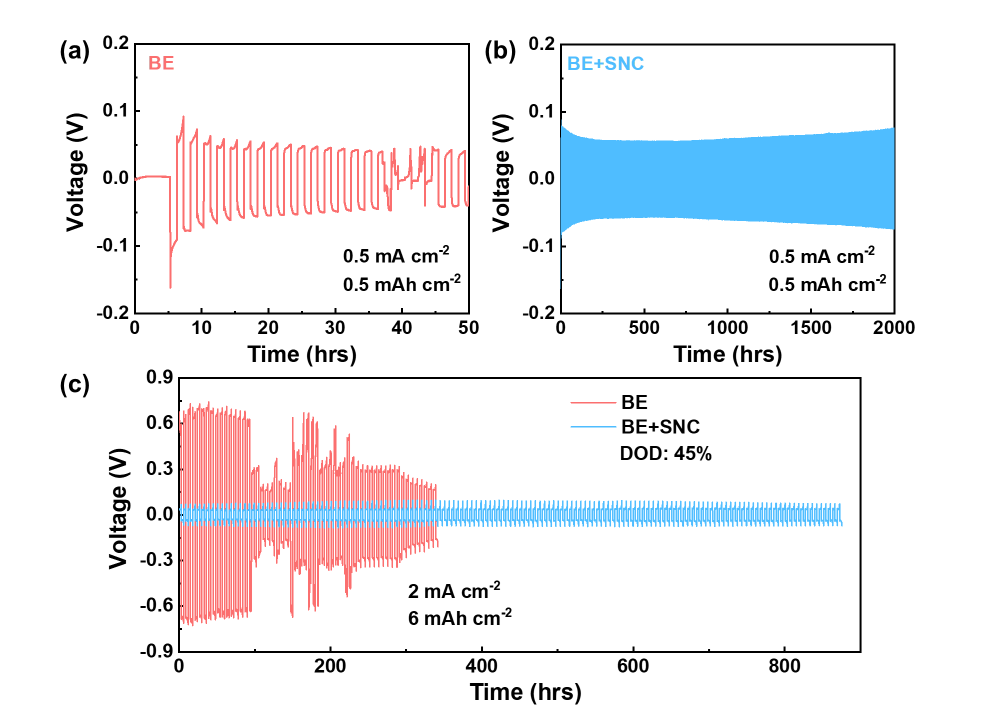 (a)
BE
0.2
0.1
0.0
-0.1
-0.2
Voltage (V)
0.5 mA cm-2
0.5 mAh cm-2
0 10 20 30 40 50
Time (hrs)
(b)
BE+SNC
0.2
0.1
0.0
-0.1
-0.2
Voltage (V)
0.5 mA cm-2
0.5 mAh cm-2
0 500 1000 1500 2000
Time (hrs)
(c)
0.9
0.6
0.3
0.0
-0.3
-0.6
-0.9
Voltage (V)
BE
BE+SNC
DOD: 45%
2 mA cm-2
6 mAh cm-2
0 200 400 600 800
Time (hrs)